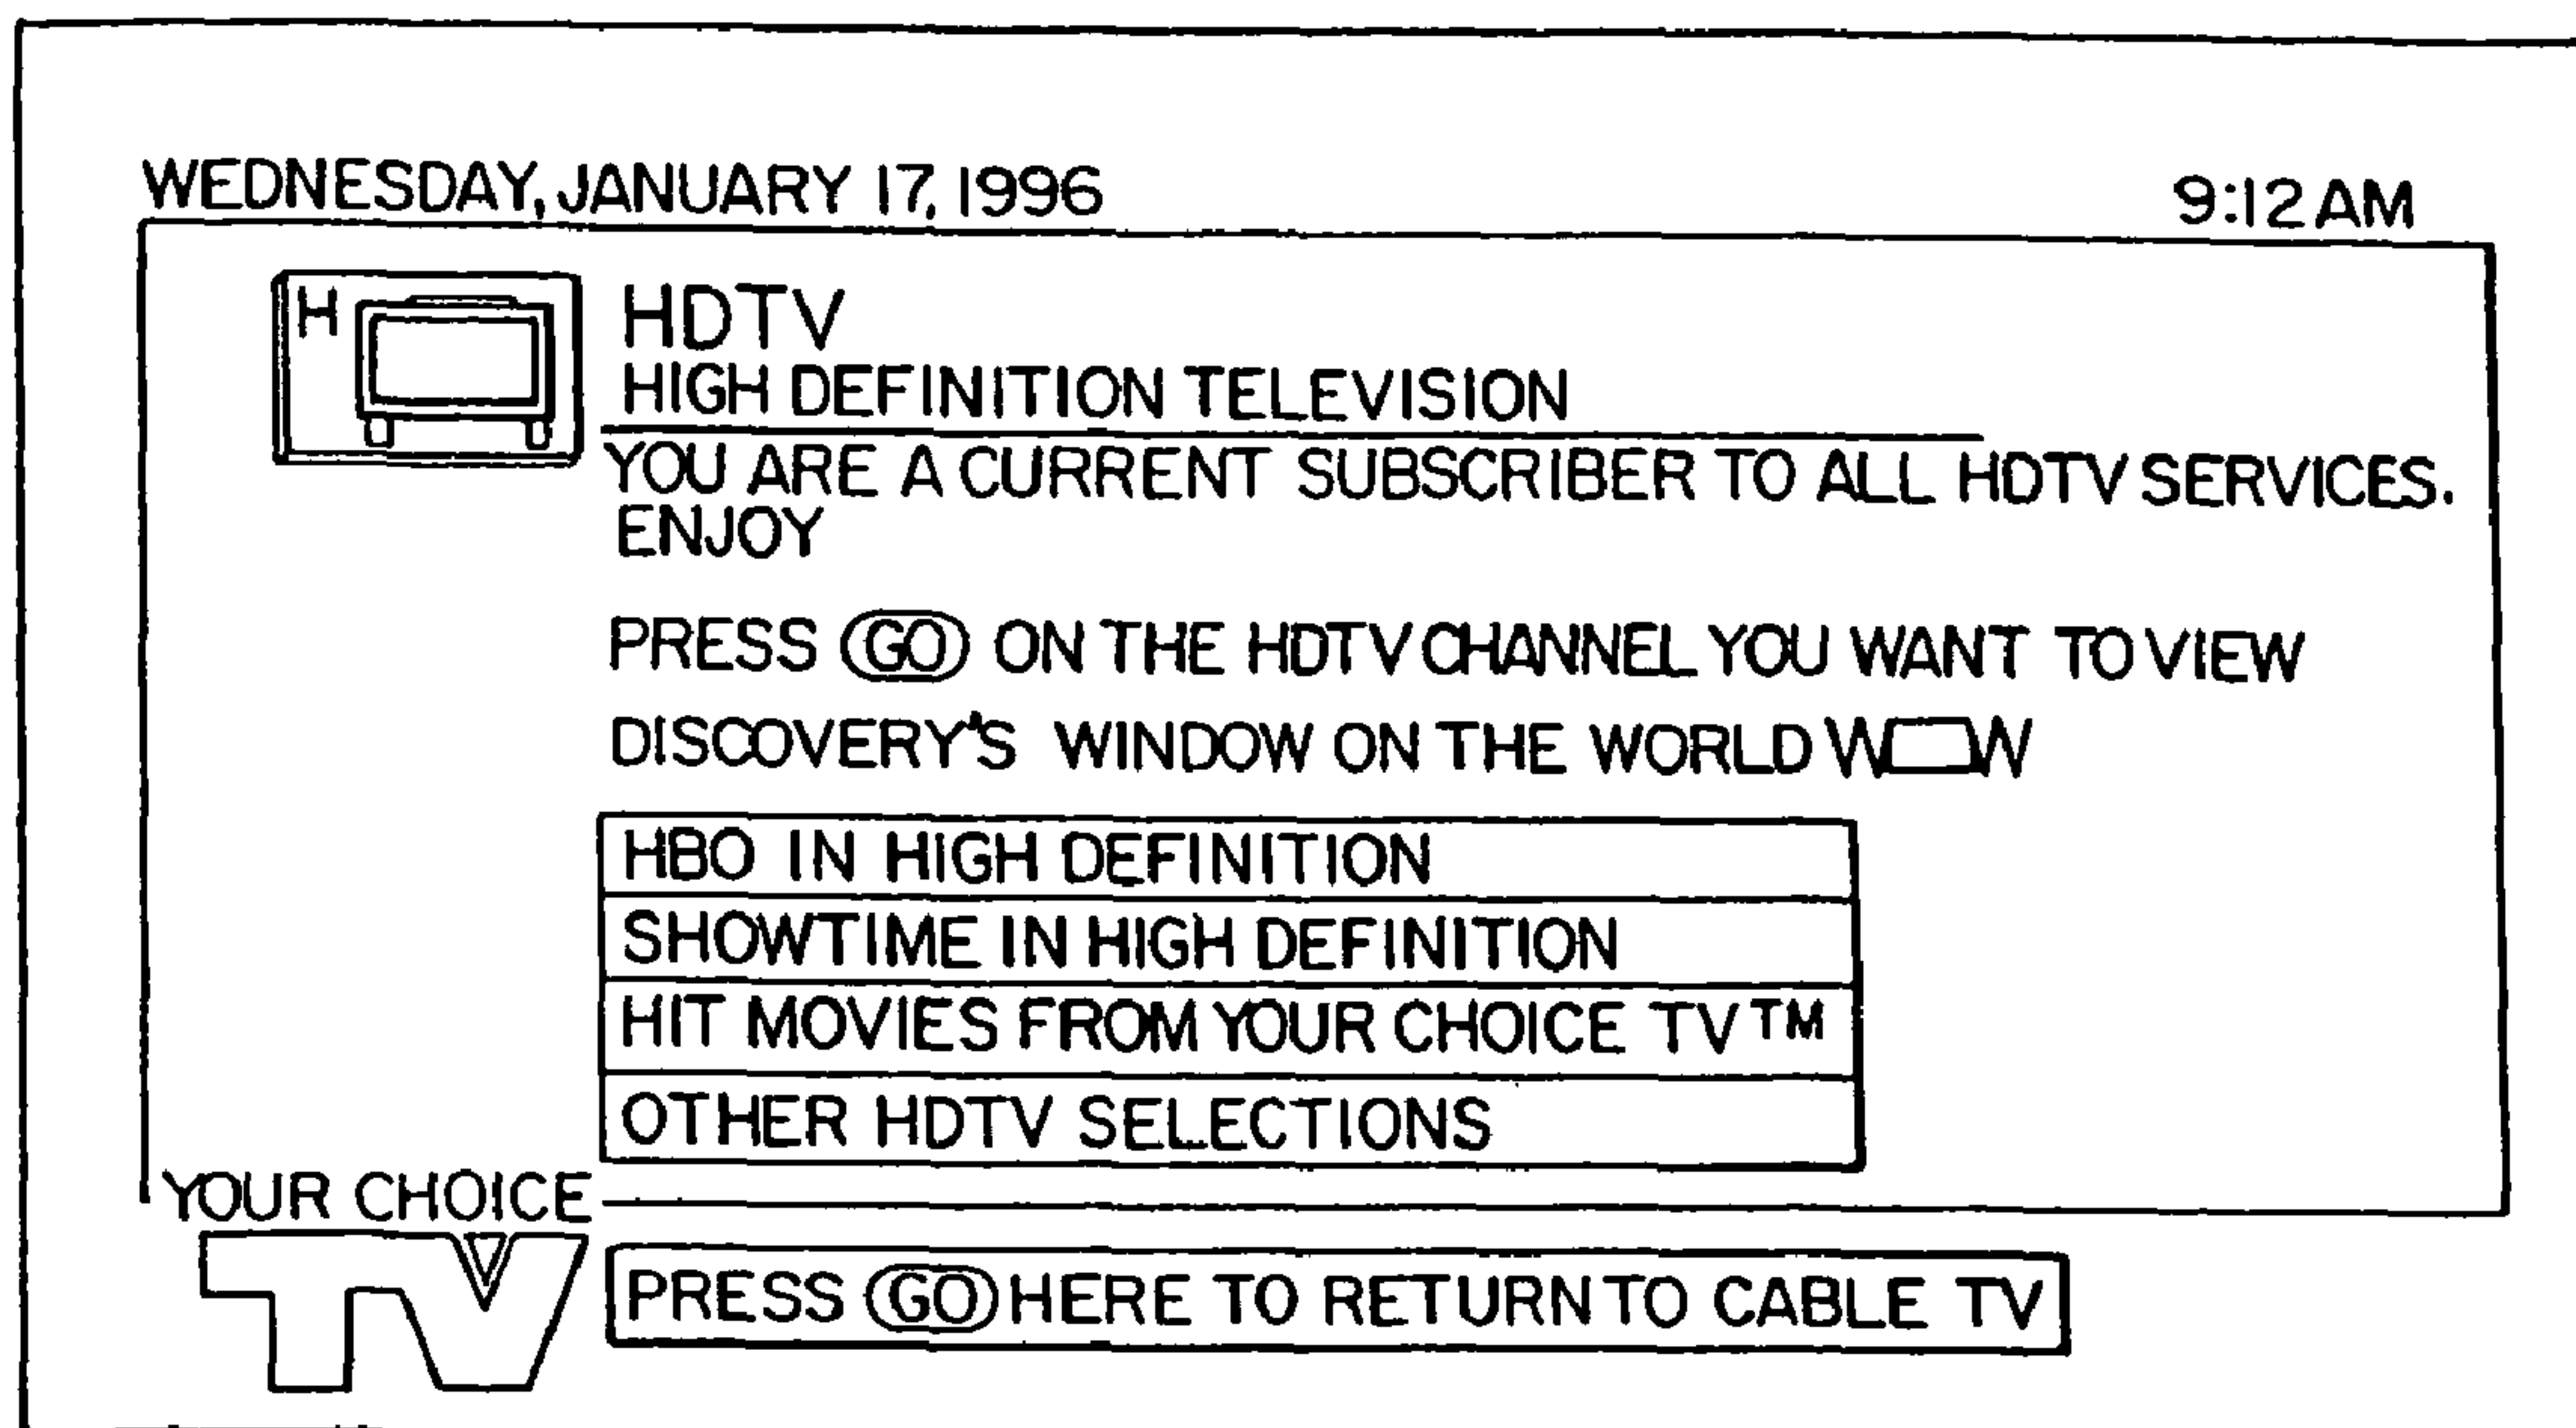 WEDNESDAY, JANUARY 17, 1996
9:12 AM
H
HDTV
HIGH DEFINITION TELEVISION
YOU ARE A CURRENT SUBSCRIBER TO ALL HDTV SERVICES.
ENJOY
PRESS GO ON THE HDTV CHANNEL YOU WANT TO VIEW
DISCOVERY'S WINDOW ON THE WORLD W▭W
HBO IN HIGH DEFINITION
SHOWTIME IN HIGH DEFINITION
HIT MOVIES FROM YOUR CHOICE TV™
OTHER HDTV SELECTIONS
YOUR CHOICE
TV
PRESS GO HERE TO RETURN TO CABLE TV